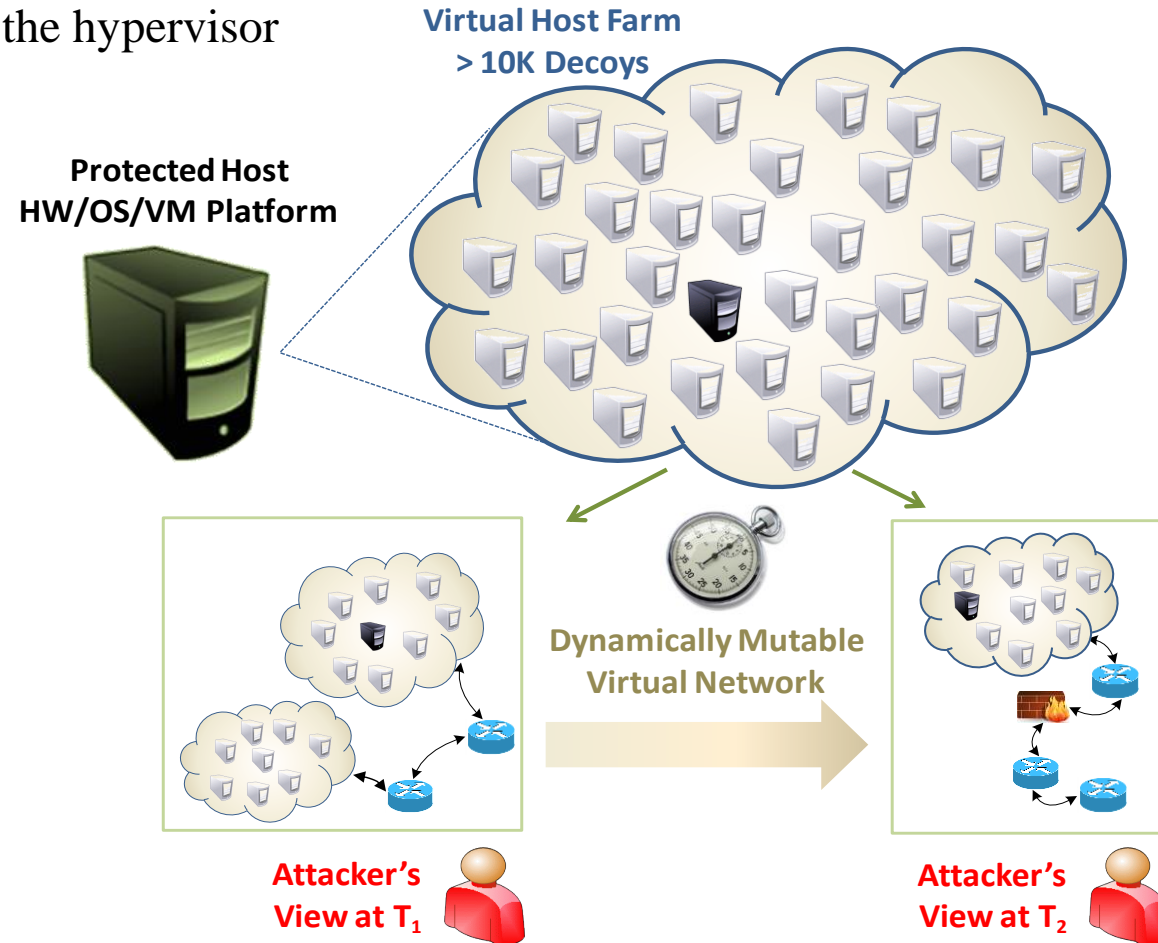 the hypervisor
Virtual Host Farm
> 10K Decoys
Protected Host
HW/OS/VM Platform
Dynamically Mutable
Virtual Network
Attacker’s
View at T₁
Attacker’s
View at T₂